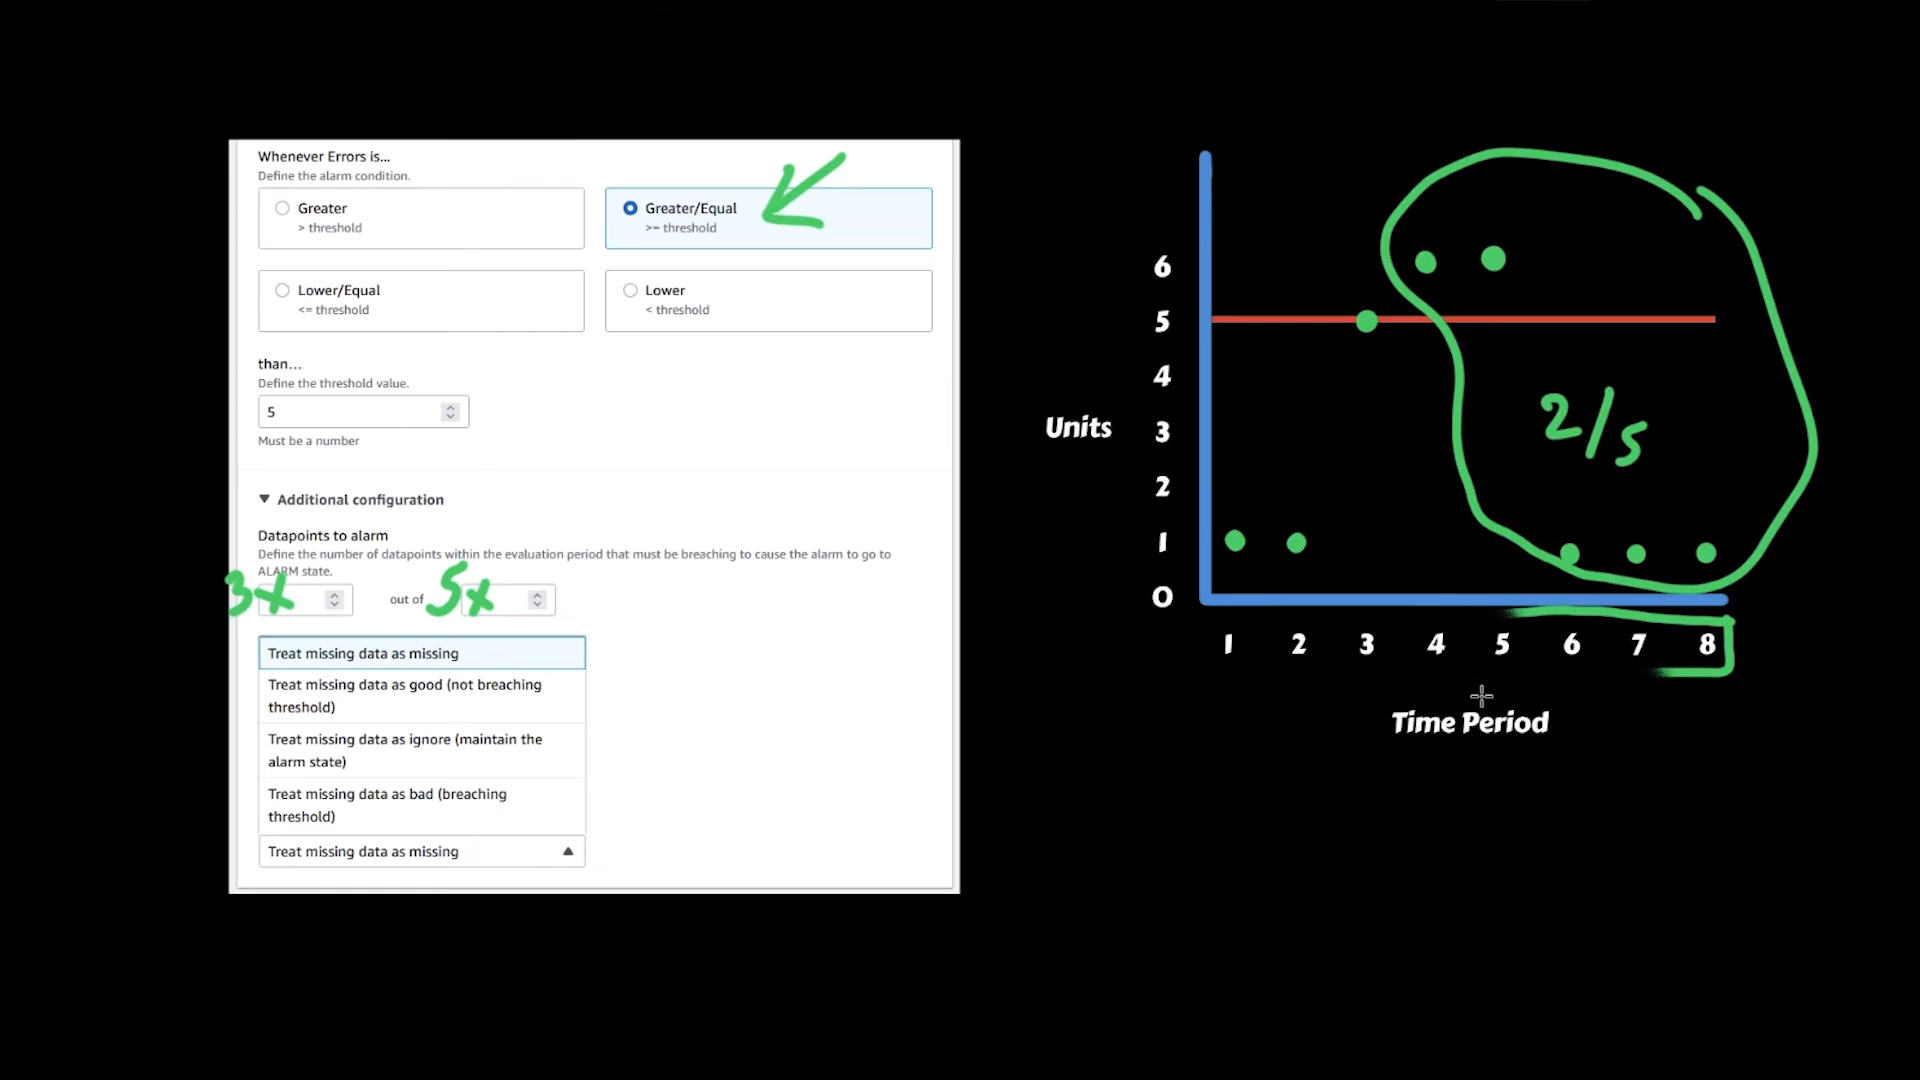 Whenever Errors is...
Define the alarm condition.
Greater
> threshold
Greater/Equal
>= threshold
Lower/Equal
<= threshold
Lower
< threshold
than...
Define the threshold value.
5
Must be a number
Additional configuration
Datapoints to alarm
Define the number of datapoints within the evaluation period that must be breaching to cause the alarm to go to
ALARM state.
3x out of 5x
Treat missing data as missing
Treat missing data as good (not breaching
threshold)
Treat missing data as ignore (maintain the
alarm state)
Treat missing data as bad (breaching
threshold)
Treat missing data as missing
6
5
4
Units
3
2
1
0
2/5
1 2 3 4 5 6 7 8
Time Period